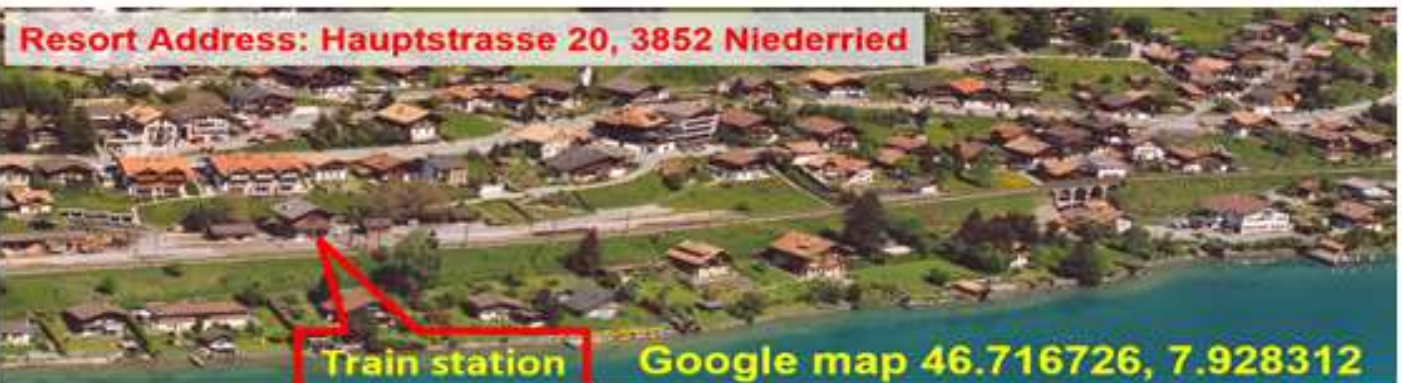 Resort Address: Hauptstrasse 20, 3852 Niederried
Train station
Google map 46.716726, 7.928312